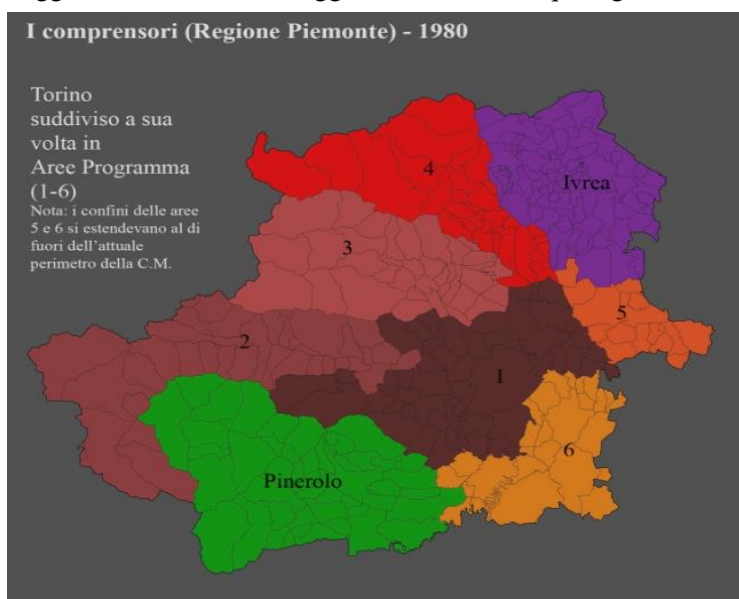 I comprensori (Regione Piemonte) - 1980
Torino
suddiviso a sua
volta in
Aree Programma
(1-6)
Nota: i confini delle aree
5 e 6 si estendevano al di
fuori dell'attuale
perimetro della C.M.
4
Ivrea
3
5
2
1
6
Pinerolo